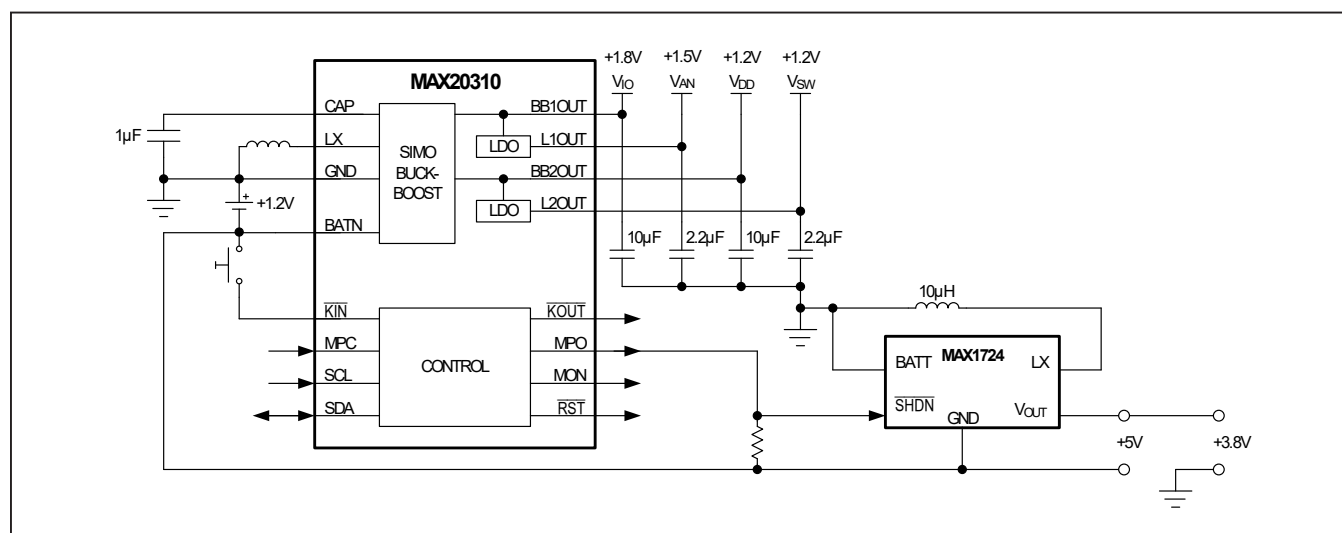 MAX20310
+1.8V +1.5V +1.2V +1.2V
VIO VAN VDD VSW
CAP
BB1OUT
1µF
LX
LDO
L1OUT
SIMO
BUCK-
BOOST
GND
BB2OUT
+
+1.2V
LDO
L2OUT
BATN
10µF 2.2µF 10µF 2.2µF
10µH
KIN
KOUT
MPC
MPO
CONTROL
MAX1724
BATT
LX
SCL
MON
SDA
RST
SHDN
GND
VOUT
+5V
+3.8V